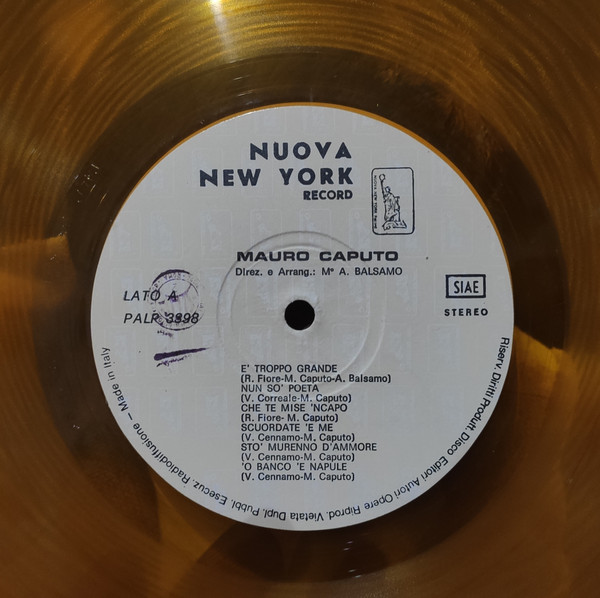 NUOVA
NEW YORK
RECORD
MAURO CAPUTO
Direz. e Arrang.: Mº A. BALSAMO
LATO A
PALP 3398
SIAE
STEREO
E' TROPPO GRANDE
(R. Fiore-M. Caputo-A. Balsamo)
NUN SO' POETA
(V. Correale-M. Caputo)
CHE TE MISE 'NCAPO
(R. Fiore- M. Caputo)
SCUORDATE 'E ME
(V. Cennamo-M. Caputo)
STO' MURENNO D'AMMORE
(V. Cennamo-M. Caputo)
'O BANCO 'E NAPULE
(V. Cennamo-M. Caputo)
Riserv. Diritti Produtt. Disco Editori Autori Opere Riprod. Vietata Dupl. Pubbl. Esecuz. Radiodiffusione – Made in Italy